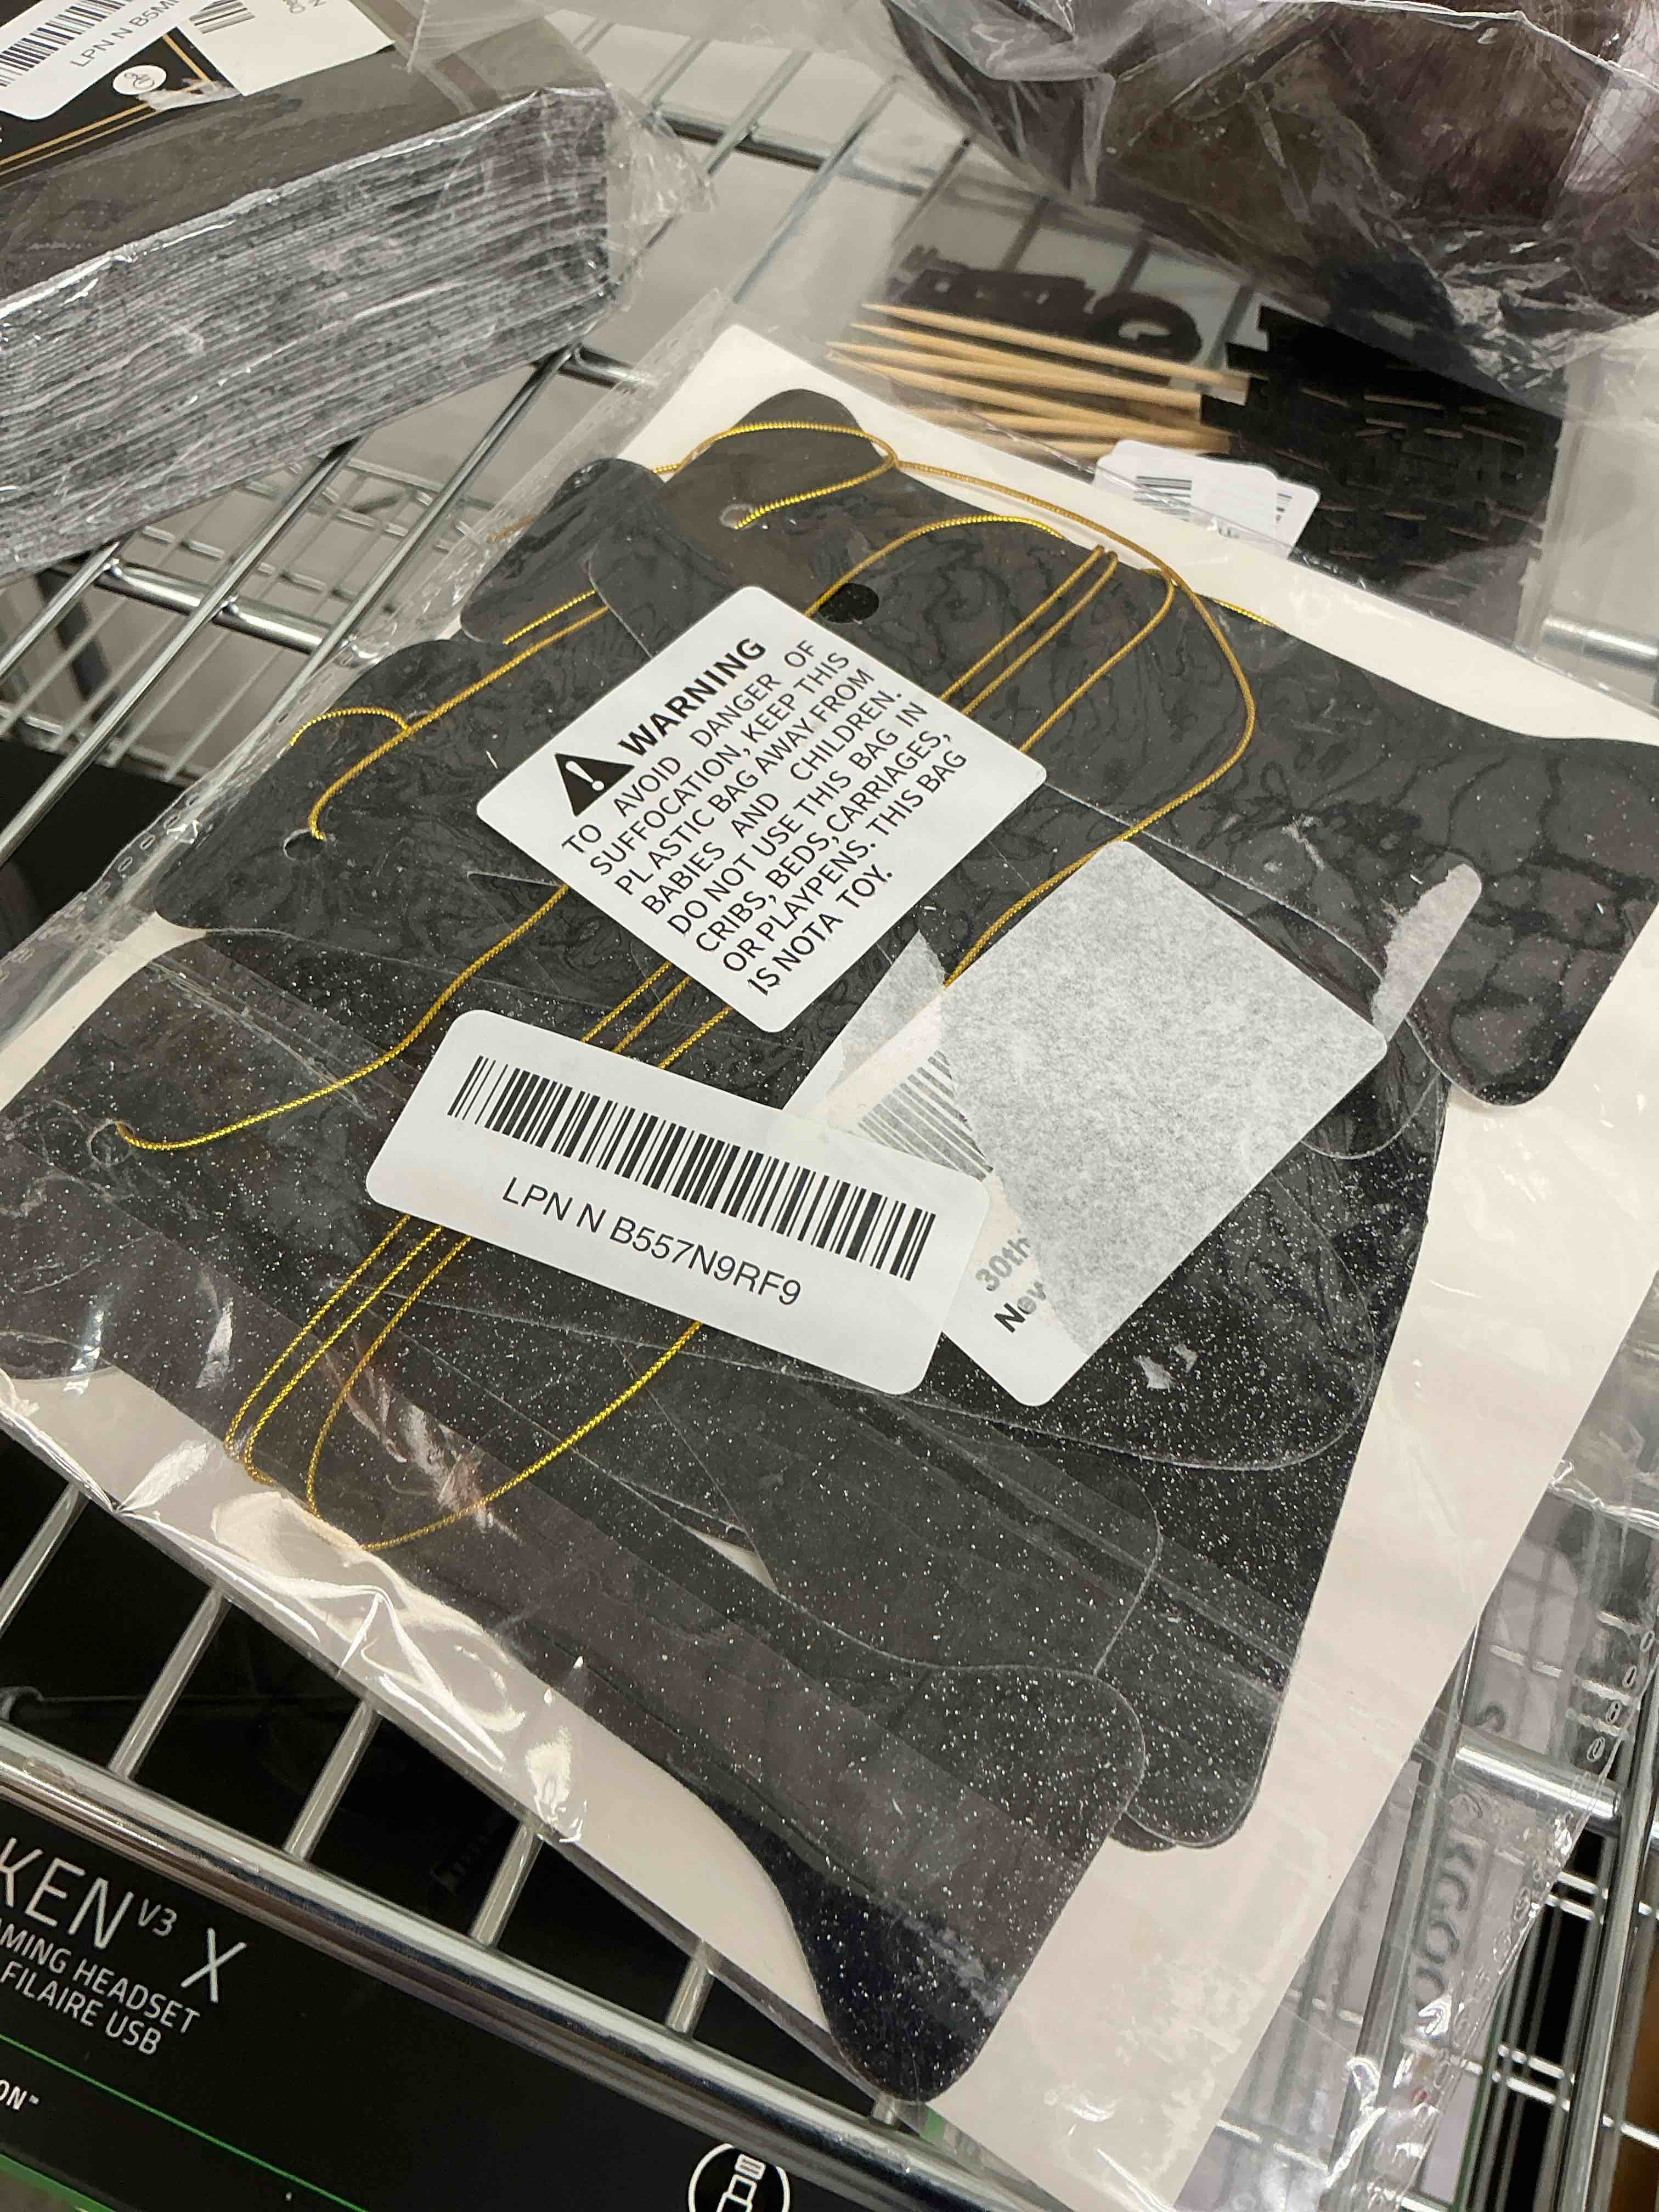 LPN N B5M
WARNING
TO AVOID DANGER OF
SUFFOCATION, KEEP THIS
PLASTIC BAG AWAY FROM
BABIES AND CHILDREN.
DO NOT USE THIS BAG IN
CRIBS, BEDS, CARRIAGES,
OR PLAYPENS. THIS BAG
IS NOTA TOY.
LPN N B557N9RF9
30th
New
KEN V3 X
AMING HEADSET
FILAIRE USB
ON™